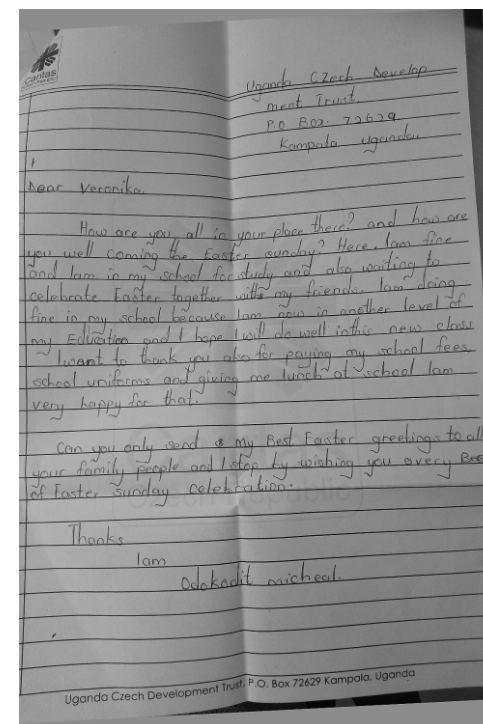 Caritas
Uganda Czech Develop
ment Trust.
P.O Box. 72629
Kampala Uganda
Dear Veronika.
How are you all in your place there? and how are
you well coming the Easter sunday? Here, Iam fine
and Iam in my school for study and also waiting to
celebrate Easter together with my friends. Iam doing
fine in my school because Iam now in another level of
my Education and I hope I will do well in this new class
I want to thank you also for paying my school fees
school uniforms and giving me lunch at school Iam
very happy for that.
Can you only send my Best Easter greetings to all
your family people and I stop by wishing you a very Bes
of Easter sunday celebration.
Czech Republic
Thanks
Iam
Odokodit micheal.
Uganda Czech Development Trust, P.O. Box 72629 Kampala, Uganda